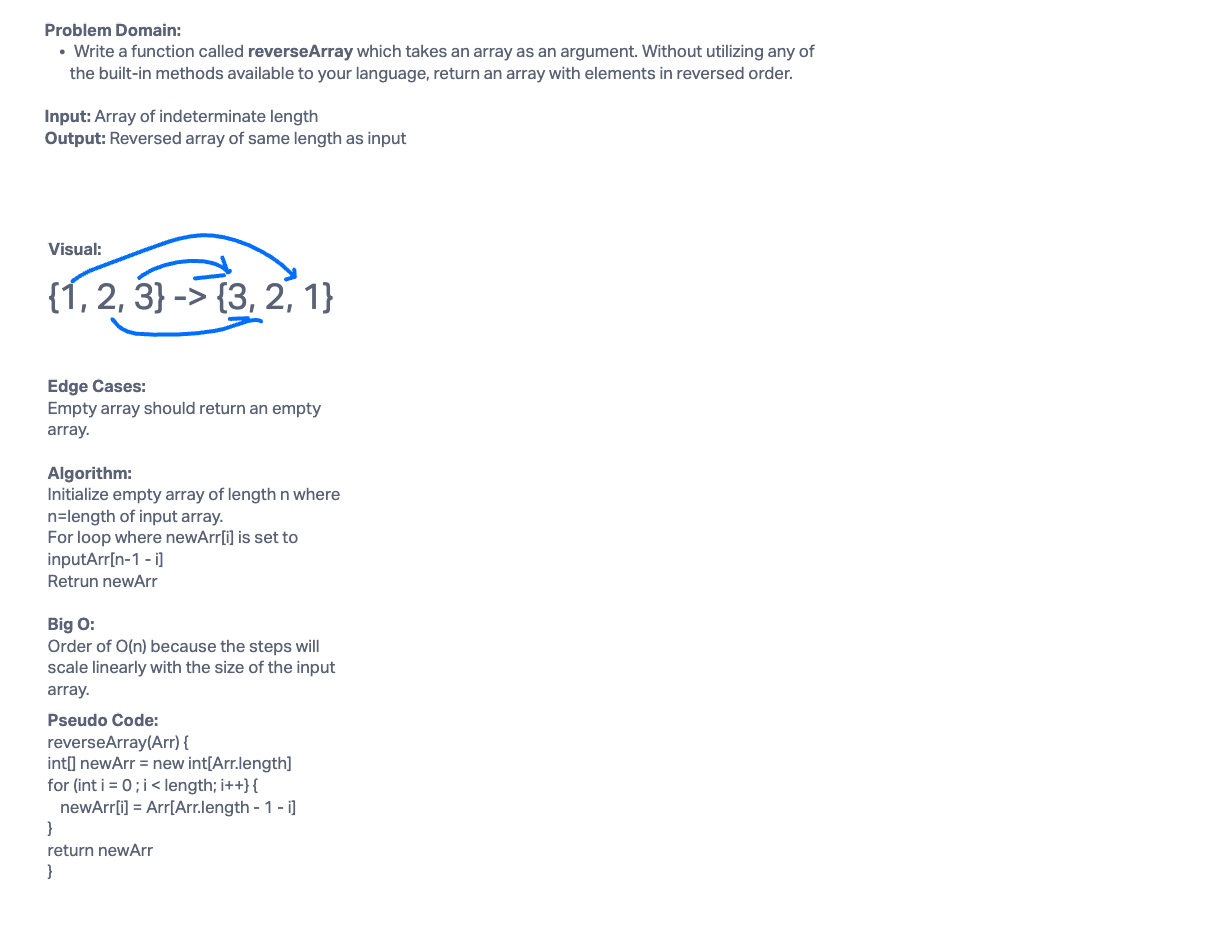 Problem Domain:
• Write a function called reverseArray which takes an array as an argument. Without utilizing any of
the built-in methods available to your language, return an array with elements in reversed order.
Input: Array of indeterminate length
Output: Reversed array of same length as input
Visual:
{1, 2, 3} -> {3, 2, 1}
Edge Cases:
Empty array should return an empty
array.
Algorithm:
Initialize empty array of length n where
n=length of input array.
For loop where newArr[i] is set to
inputArr[n-1 - i]
Retrun newArr
Big O:
Order of O(n) because the steps will
scale linearly with the size of the input
array.
Pseudo Code:
reverseArray(Arr) {
int[] newArr = new int[Arr.length]
for (int i = 0 ; i < length; i++} {
newArr[i] = Arr[Arr.length - 1 - i]
}
return newArr
}